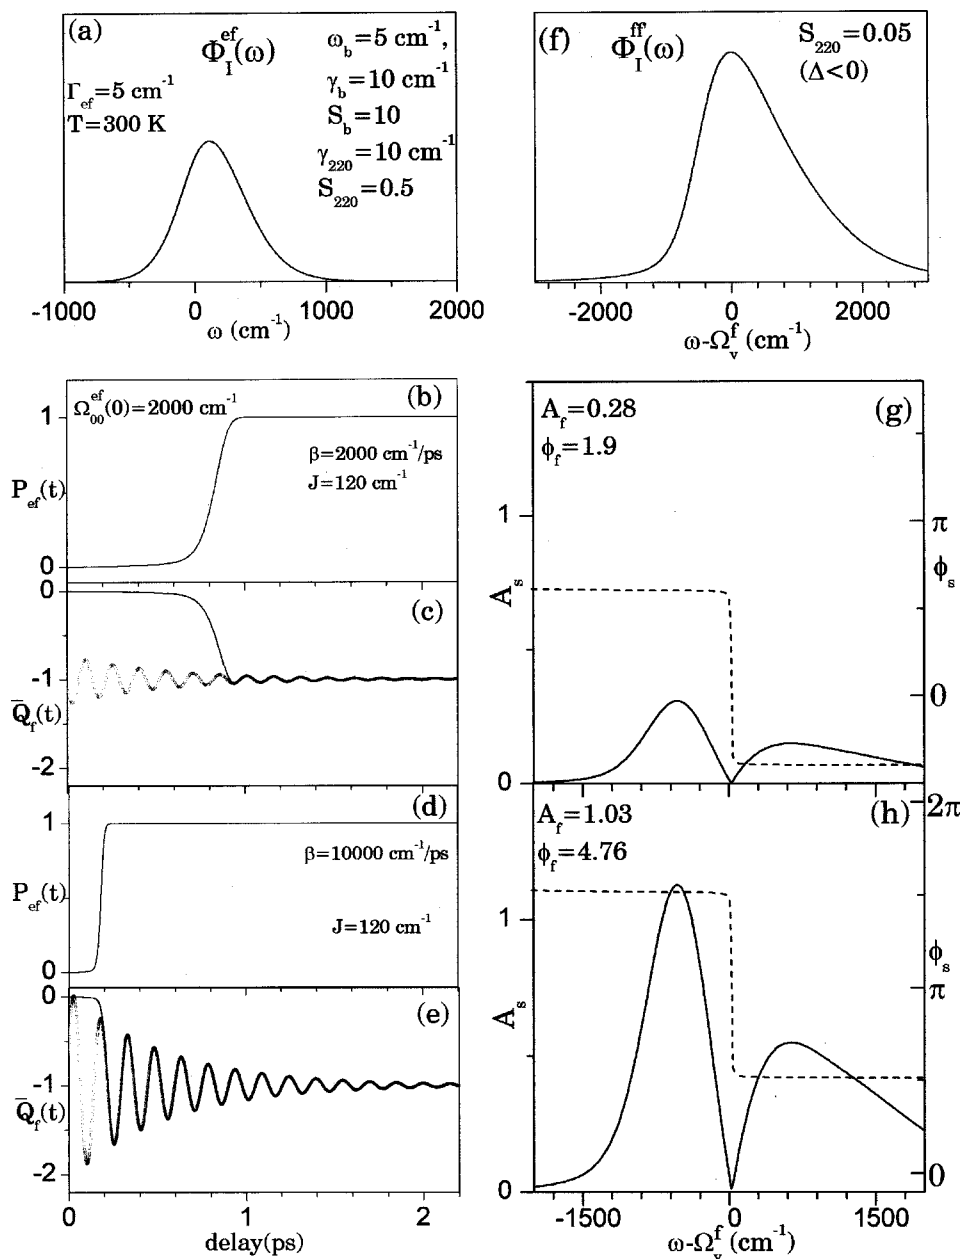 (a)
Φ_I^ef(ω)
ω_b=5 cm^-1,
γ_b=10 cm^-1
S_b=10
γ_220=10 cm^-1
S_220=0.5
Γ_ef=5 cm^-1
T=300 K
-1000 0 1000 2000
ω (cm^-1)
(f)
Φ_I^ff'(ω)
S_220=0.05
(Δ<0)
-2000 0 2000
ω-Ω_v^f (cm^-1)
(b)
Ω_00^ef(0)=2000 cm^-1
β=2000 cm^-1/ps
J=120 cm^-1
P_ef(t)
1
0
(c)
0
-1
Q̄_f(t)
-2
(d)
β=10000 cm^-1/ps
J=120 cm^-1
1
P_ef(t)
0
(e)
0
-1
Q̄_f(t)
-2
0 1 2
delay(ps)
(g)
A_f=0.28
ϕ_f=1.9
1
A_s
0
π
ϕ_s
0
(h)
A_f=1.03
ϕ_f=4.76
1
A_s
0
2π
ϕ_s
π
0
-1500 0 1500
ω-Ω_v^f (cm^-1)